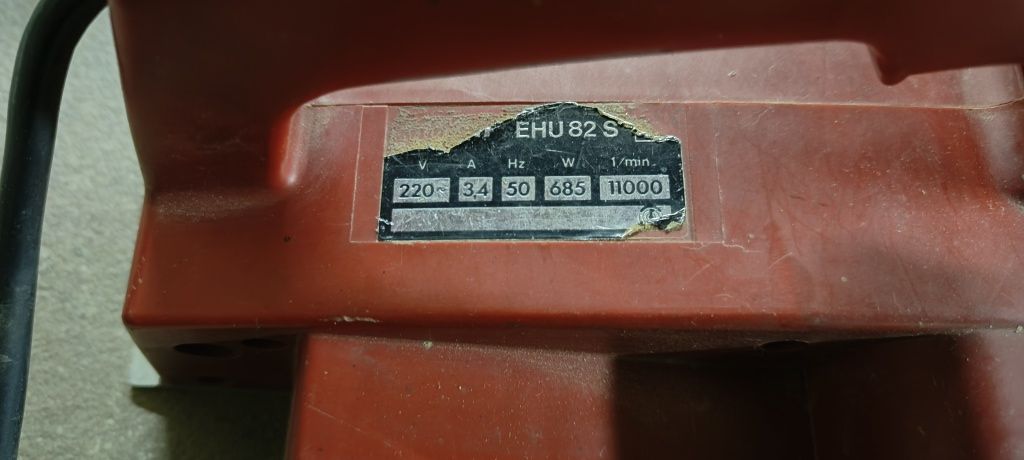 EHU 82 S
V A Hz W 1/min
220~ 3,4 50 685 11000